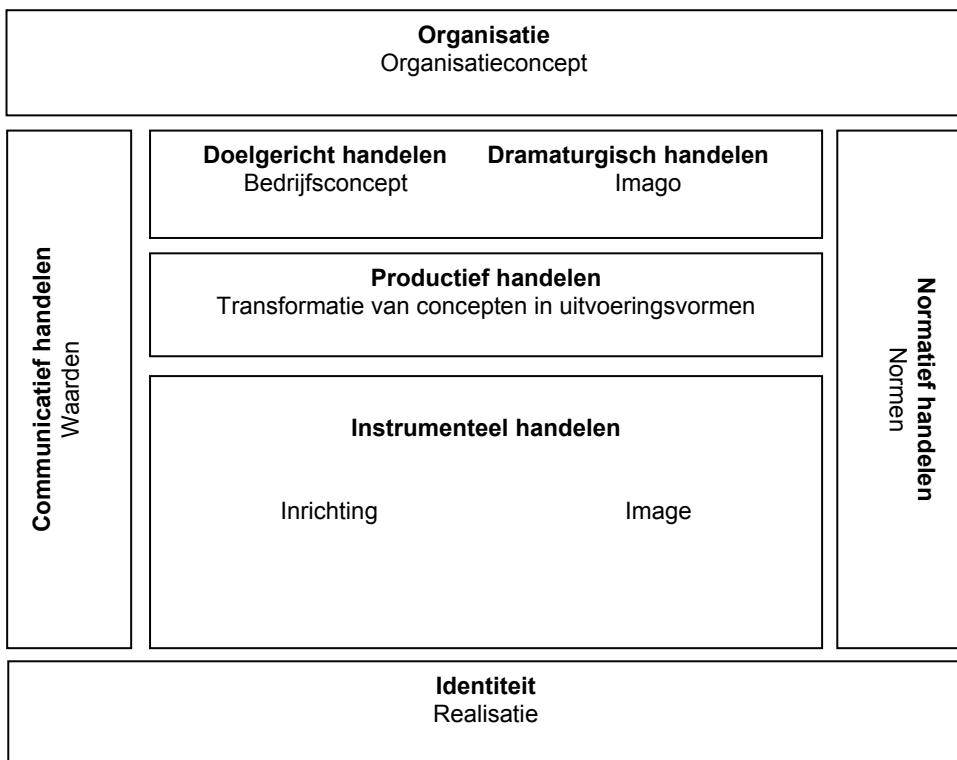 Organisatie
Organisatieconcept
Communicatief handelen
Waarden
Doelgericht handelen Dramaturgisch handelen
Bedrijfsconcept Imago
Productief handelen
Transformatie van concepten in uitvoeringsvormen
Instrumenteel handelen
Inrichting Image
Normatief handelen
Normen
Identiteit
Realisatie